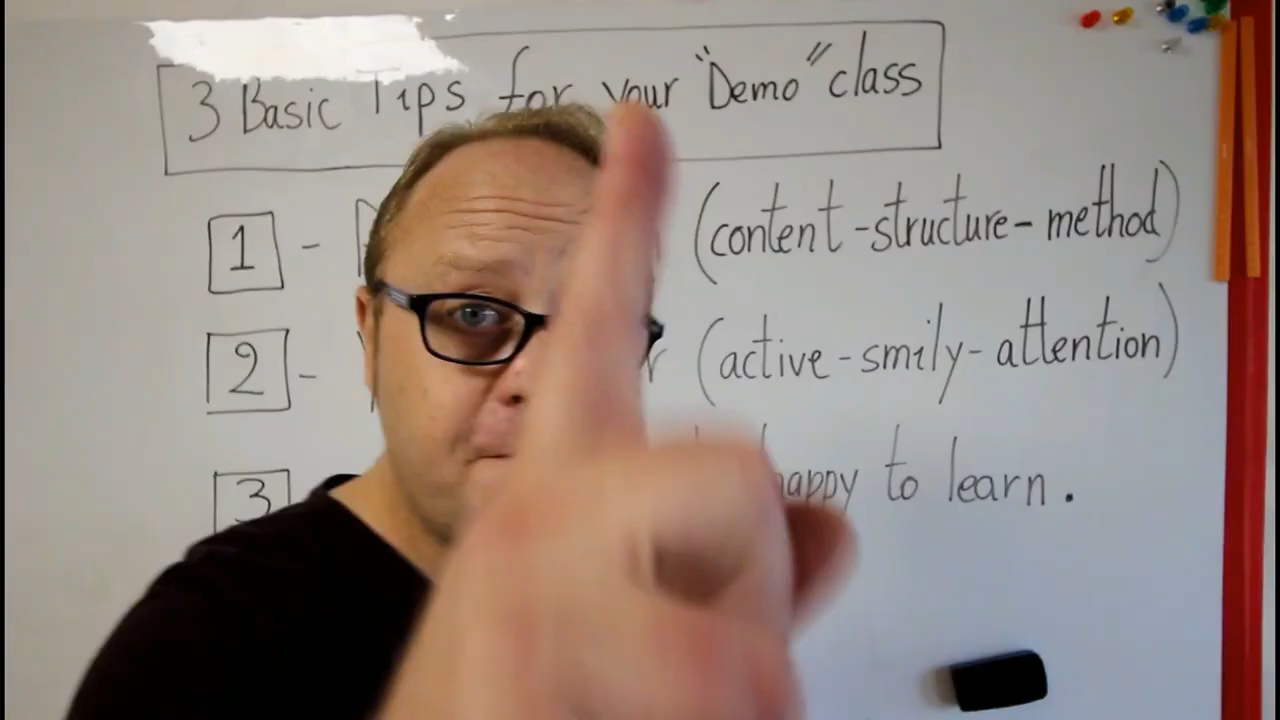 3 Basic Tips for your "Demo" class
1 - (content-structure-method)
2 - (active-smily-attention)
3 happy to learn.